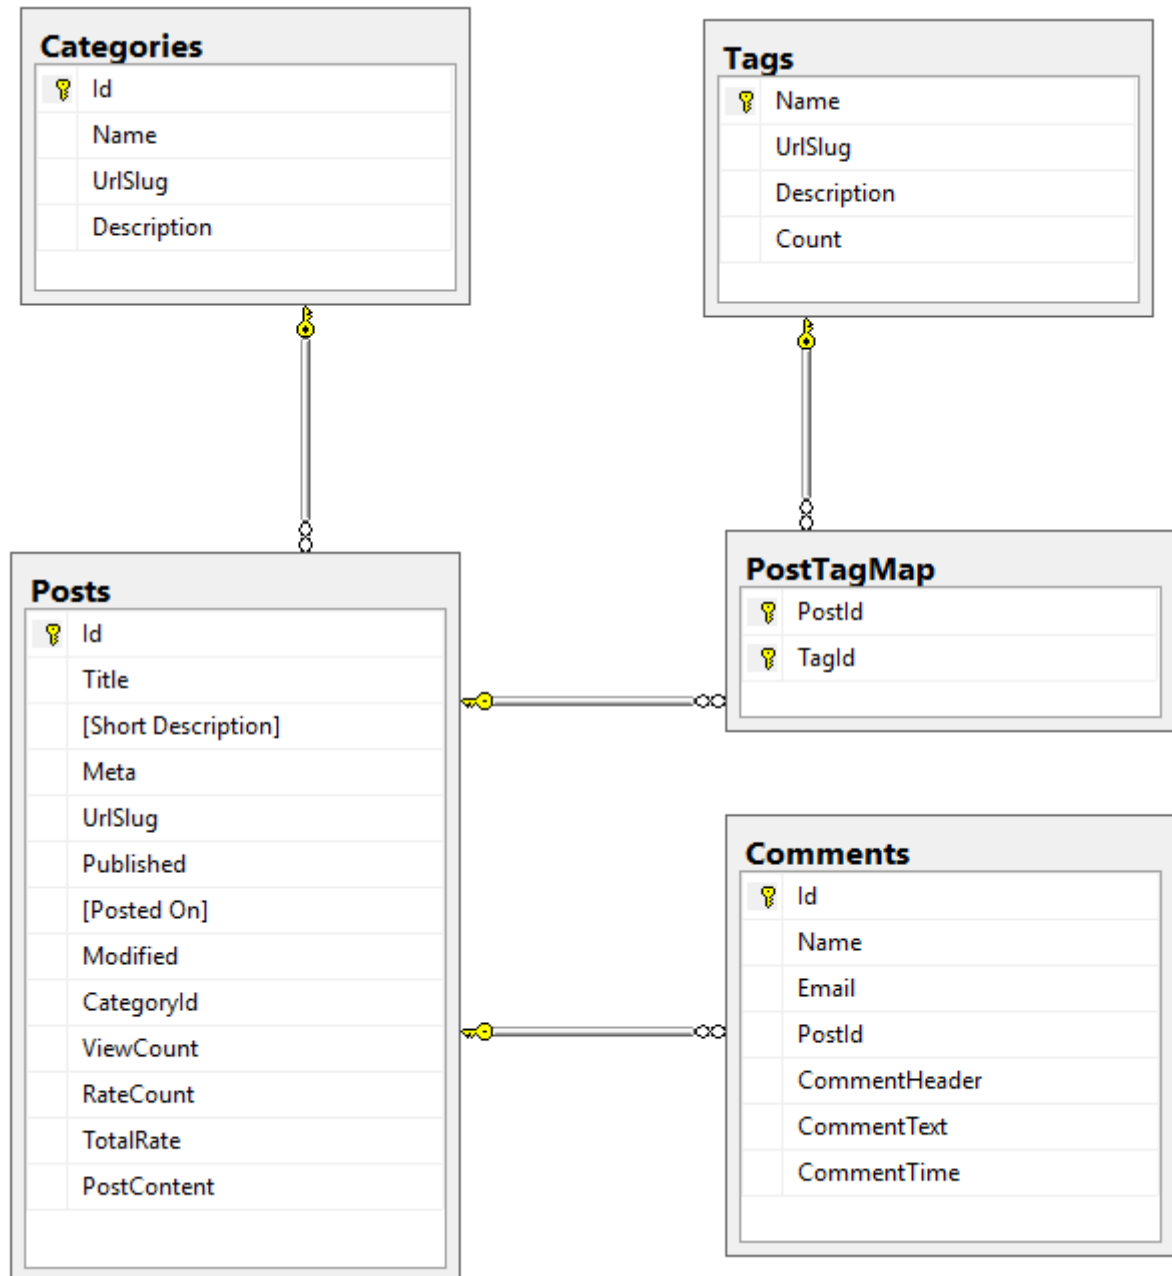 Categories
Id
Name
UrlSlug
Description
Tags
Name
UrlSlug
Description
Count
Posts
Id
Title
[Short Description]
Meta
UrlSlug
Published
[Posted On]
Modified
CategoryId
ViewCount
RateCount
TotalRate
PostContent
PostTagMap
PostId
TagId
Comments
Id
Name
Email
PostId
CommentHeader
CommentText
CommentTime